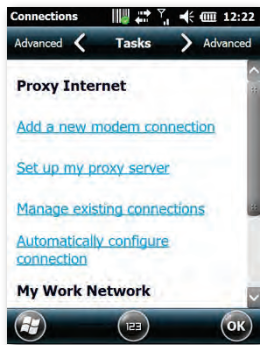 Connections 12:22
Advanced Tasks Advanced
Proxy Internet
Add a new modem connection
Set up my proxy server
Manage existing connections
Automatically configure
connection
My Work Network
123 OK